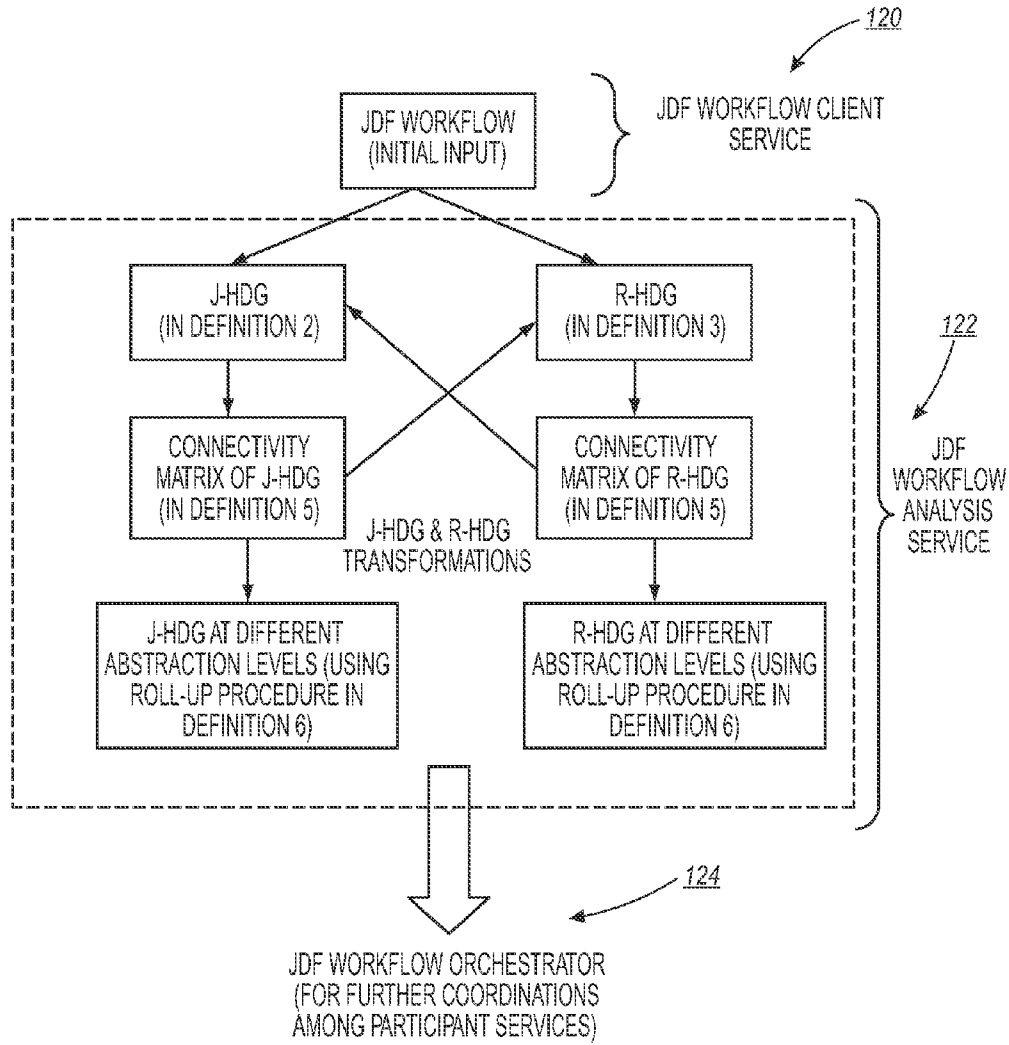 120
JDF WORKFLOW
(INITIAL INPUT)
JDF WORKFLOW CLIENT
SERVICE
J-HDG
(IN DEFINITION 2)
R-HDG
(IN DEFINITION 3)
122
CONNECTIVITY
MATRIX OF J-HDG
(IN DEFINITION 5)
CONNECTIVITY
MATRIX OF R-HDG
(IN DEFINITION 5)
JDF
WORKFLOW
ANALYSIS
SERVICE
J-HDG & R-HDG
TRANSFORMATIONS
J-HDG AT DIFFERENT
ABSTRACTION LEVELS (USING
ROLL-UP PROCEDURE IN
DEFINITION 6)
R-HDG AT DIFFERENT
ABSTRACTION LEVELS (USING
ROLL-UP PROCEDURE IN
DEFINITION 6)
124
JDF WORKFLOW ORCHESTRATOR
(FOR FURTHER COORDINATIONS
AMONG PARTICIPANT SERVICES)